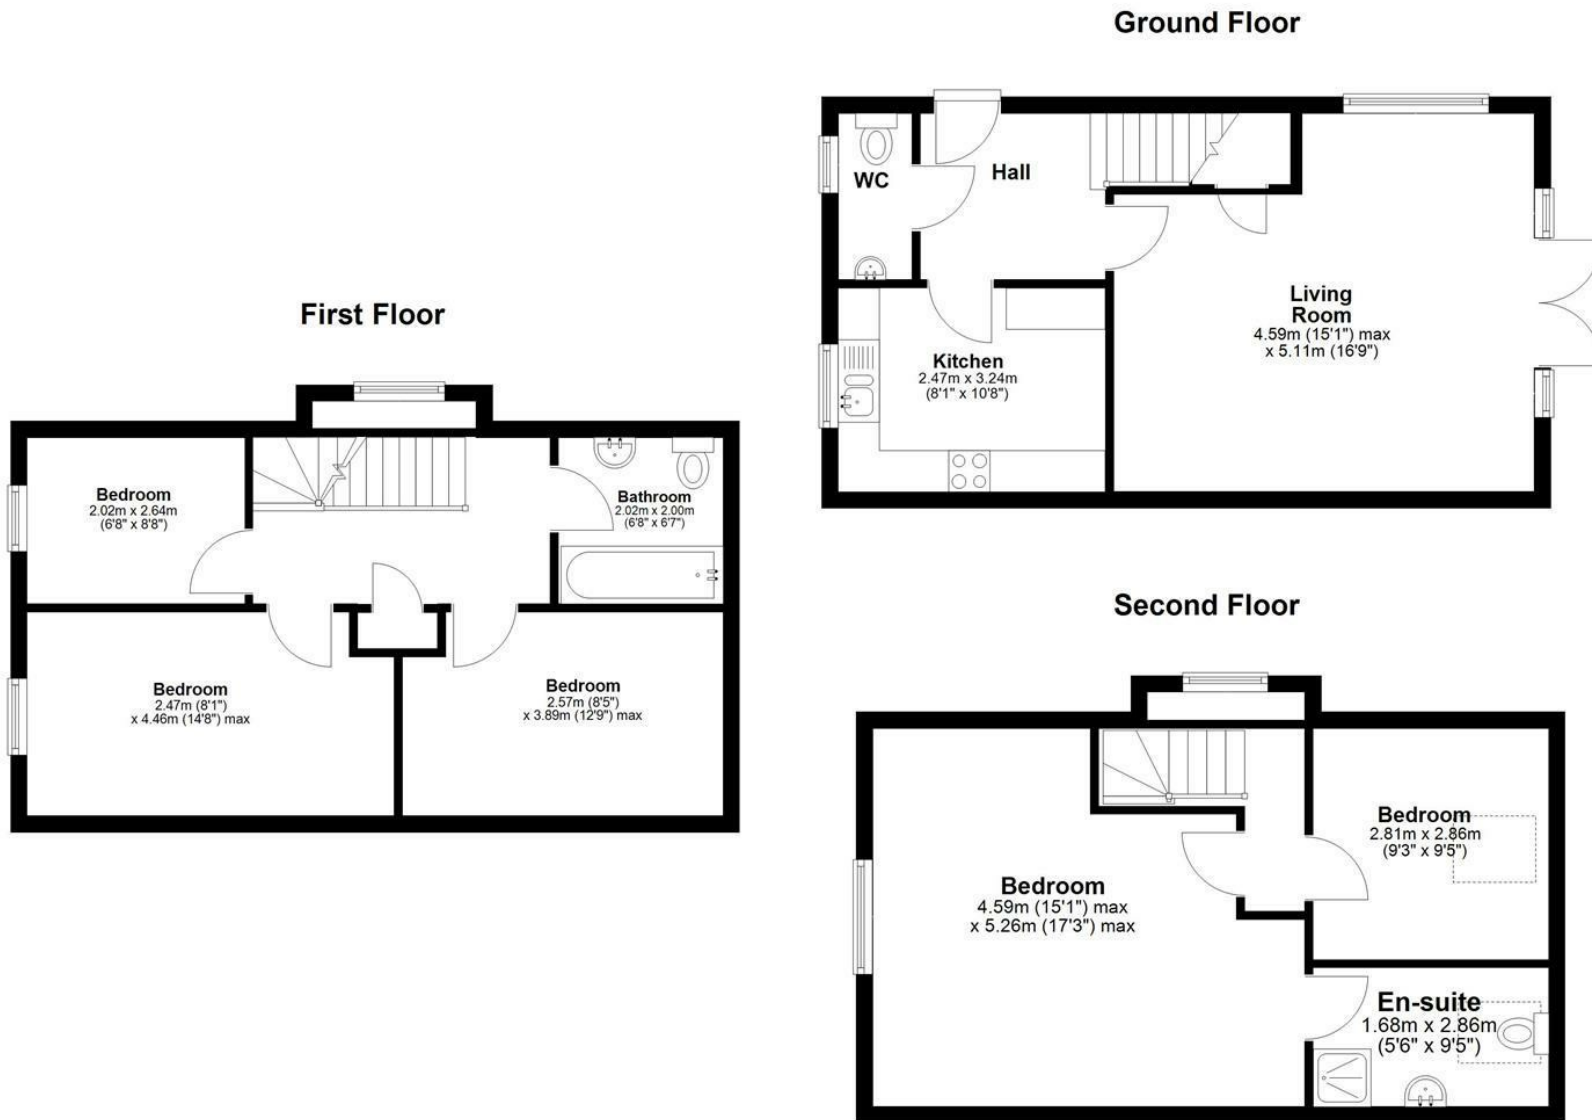 Ground Floor
WC
Hall
Living
Room
4.59m (15'1") max
x 5.11m (16'9")
Kitchen
2.47m x 3.24m
(8'1" x 10'8")
First Floor
Bedroom
2.02m x 2.64m
(6'8" x 8'8")
Bathroom
2.02m x 2.00m
(6'8" x 6'7")
Bedroom
2.47m (8'1")
x 4.46m (14'8") max
Bedroom
2.57m (8'5")
x 3.89m (12'9") max
Second Floor
Bedroom
4.59m (15'1") max
x 5.26m (17'3") max
Bedroom
2.81m x 2.86m
(9'3" x 9'5")
En-suite
1.68m x 2.86m
(5'6" x 9'5")